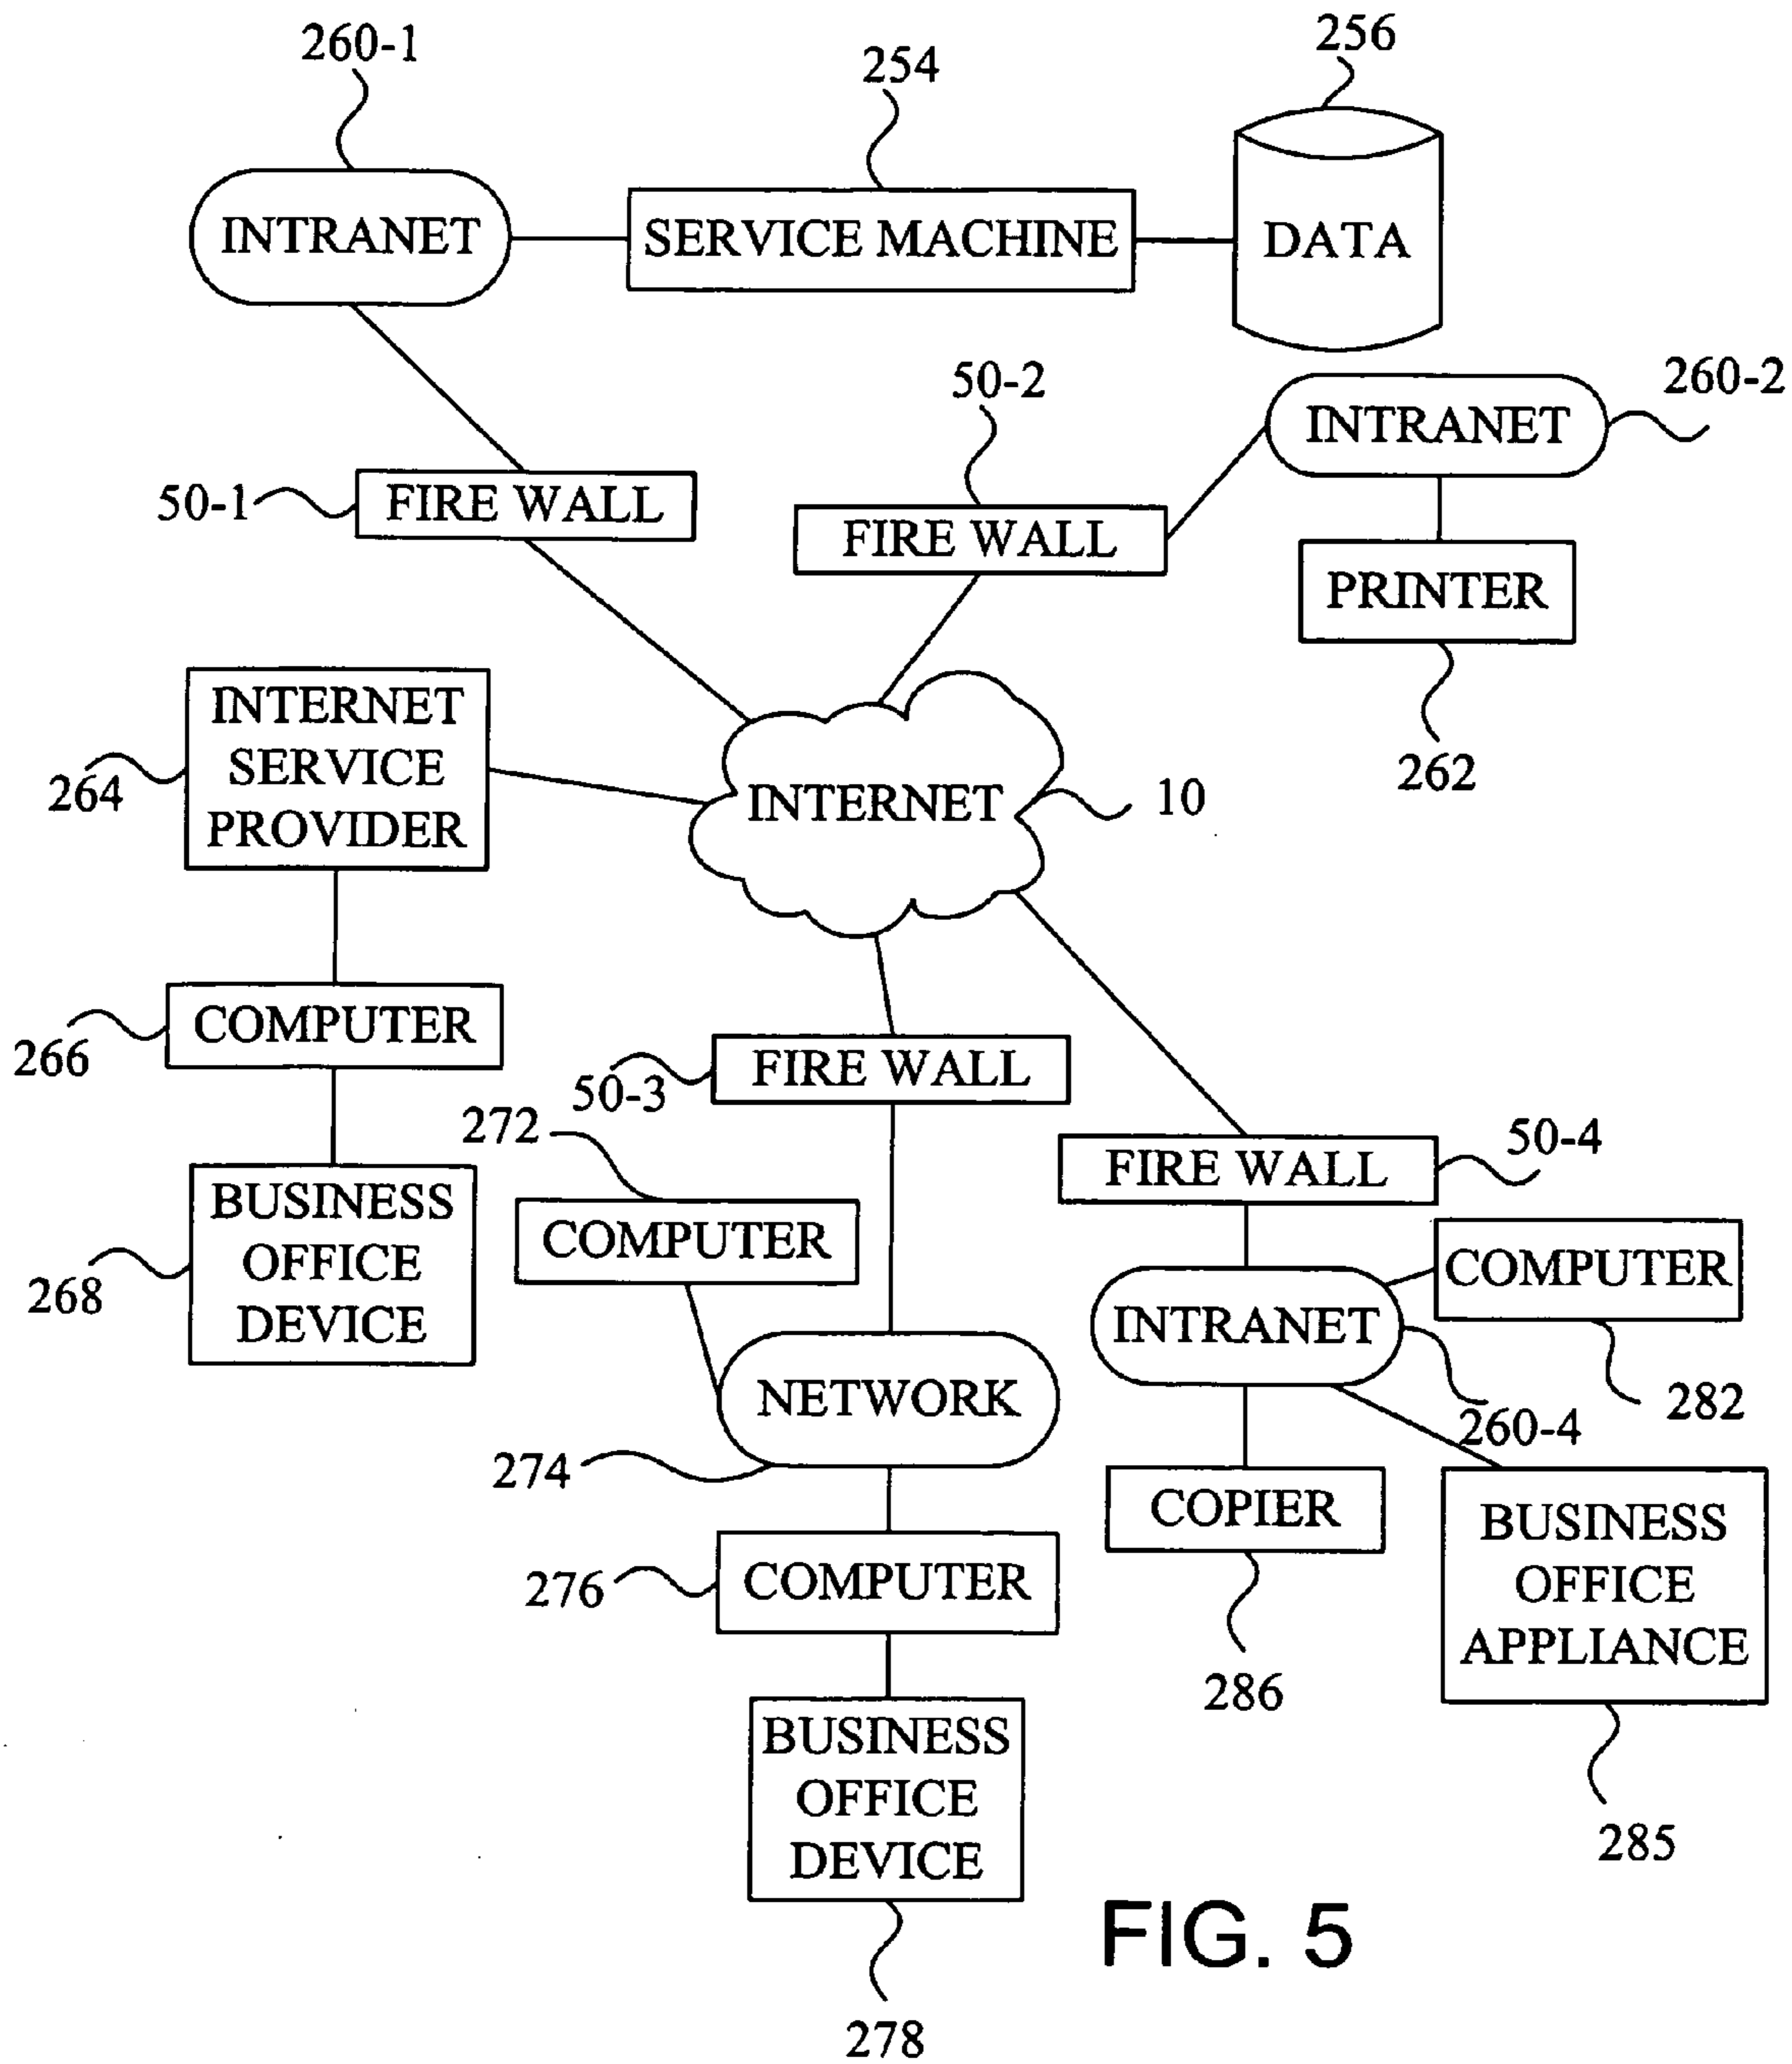 260-1
254
256
INTRANET
SERVICE MACHINE
DATA
50-2
260-2
INTRANET
50-1
FIRE WALL
FIRE WALL
PRINTER
262
INTERNET
SERVICE
PROVIDER
264
INTERNET
10
COMPUTER
266
FIRE WALL
50-3
272
50-4
FIRE WALL
BUSINESS
OFFICE
DEVICE
268
COMPUTER
COMPUTER
INTRANET
282
260-4
NETWORK
274
COPIER
BUSINESS
OFFICE
APPLIANCE
276
COMPUTER
286
BUSINESS
OFFICE
DEVICE
285
FIG. 5
278